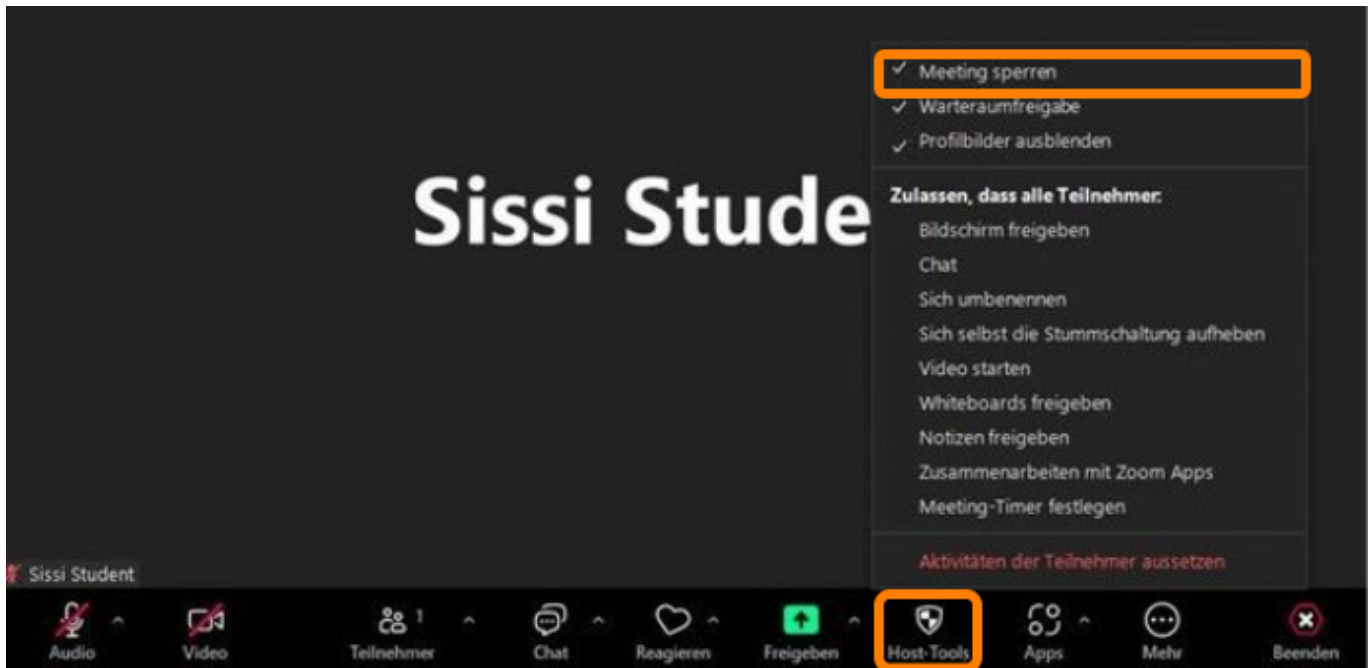 Meeting sperren
Warteraumfreigabe
Profilbilder ausblenden
Sissi Stude
Zulassen, dass alle Teilnehmer:
Bildschirm freigeben
Chat
Sich umbenennen
Sich selbst die Stummschaltung aufheben
Video starten
Whiteboards freigeben
Notizen freigeben
Zusammenarbeiten mit Zoom Apps
Meeting-Timer festlegen
Aktivitäten der Teilnehmer aussetzen
Sissi Student
1
Audio Video Teilnehmer Chat Reagieren Freigeben Host-Tools Apps Mehr Beenden